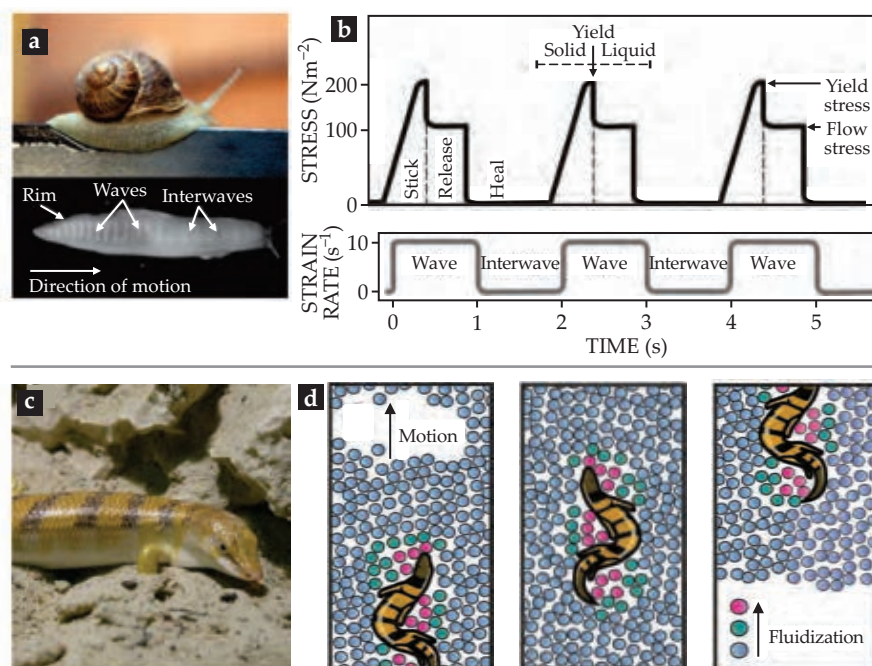 a
Rim
Waves
Interwaves
Direction of motion
b
STRESS (Nm⁻²)
200
100
0
Yield
Solid
Liquid
Yield
stress
Flow
stress
Stick
Release
Heal
STRAIN
RATE (s⁻¹)
10
0
Wave
Interwave
Wave
Interwave
Wave
0
1
2
3
4
5
TIME (s)
c
d
Motion
Fluidization